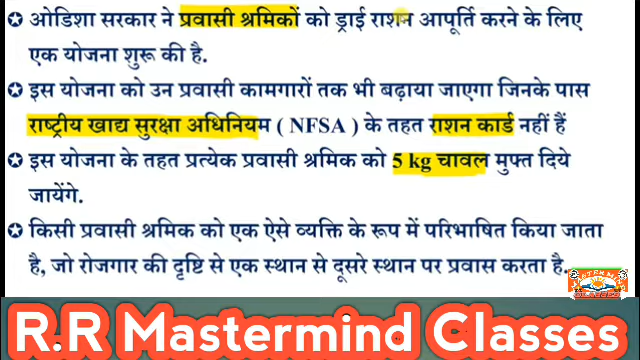 ओडिशा सरकार ने प्रवासी श्रमिकों को ड्राई राशन आपूर्ति करने के लिए
एक योजना शुरू की है.
इस योजना को उन प्रवासी कामगारों तक भी बढ़ाया जाएगा जिनके पास
राष्ट्रीय खाद्य सुरक्षा अधिनियम ( NFSA ) के तहत राशन कार्ड नहीं हैं
इस योजना के तहत प्रत्येक प्रवासी श्रमिक को 5 kg चावल मुफ्त दिये
जायेंगे.
किसी प्रवासी श्रमिक को एक ऐसे व्यक्ति के रूप में परिभाषित किया जाता
है, जो रोजगार की दृष्टि से एक स्थान से दूसरे स्थान पर प्रवास करता है.
R.R Mastermind Classes